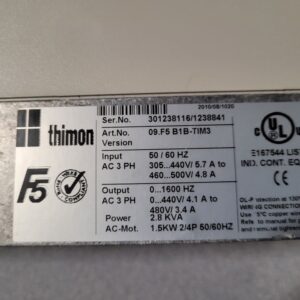 2010/08/1020
thimon
Ser.No. 301238116/1238841
Art.No. 09.F5 B1B-TIM3
Version
Input 50 / 60 HZ
AC 3 PH 305...440V/ 5.7 A to
460...500V/ 4.8 A
Output 0...1600 HZ
AC 3 PH 0...440V/ 4.1 A to
480V/ 3.4 A
Power 2.8 KVA
AC-Mot. 1.5KW 2/4P 50/60HZ
F5
C UL US
E167544 LIS
IND. CONT. EQ